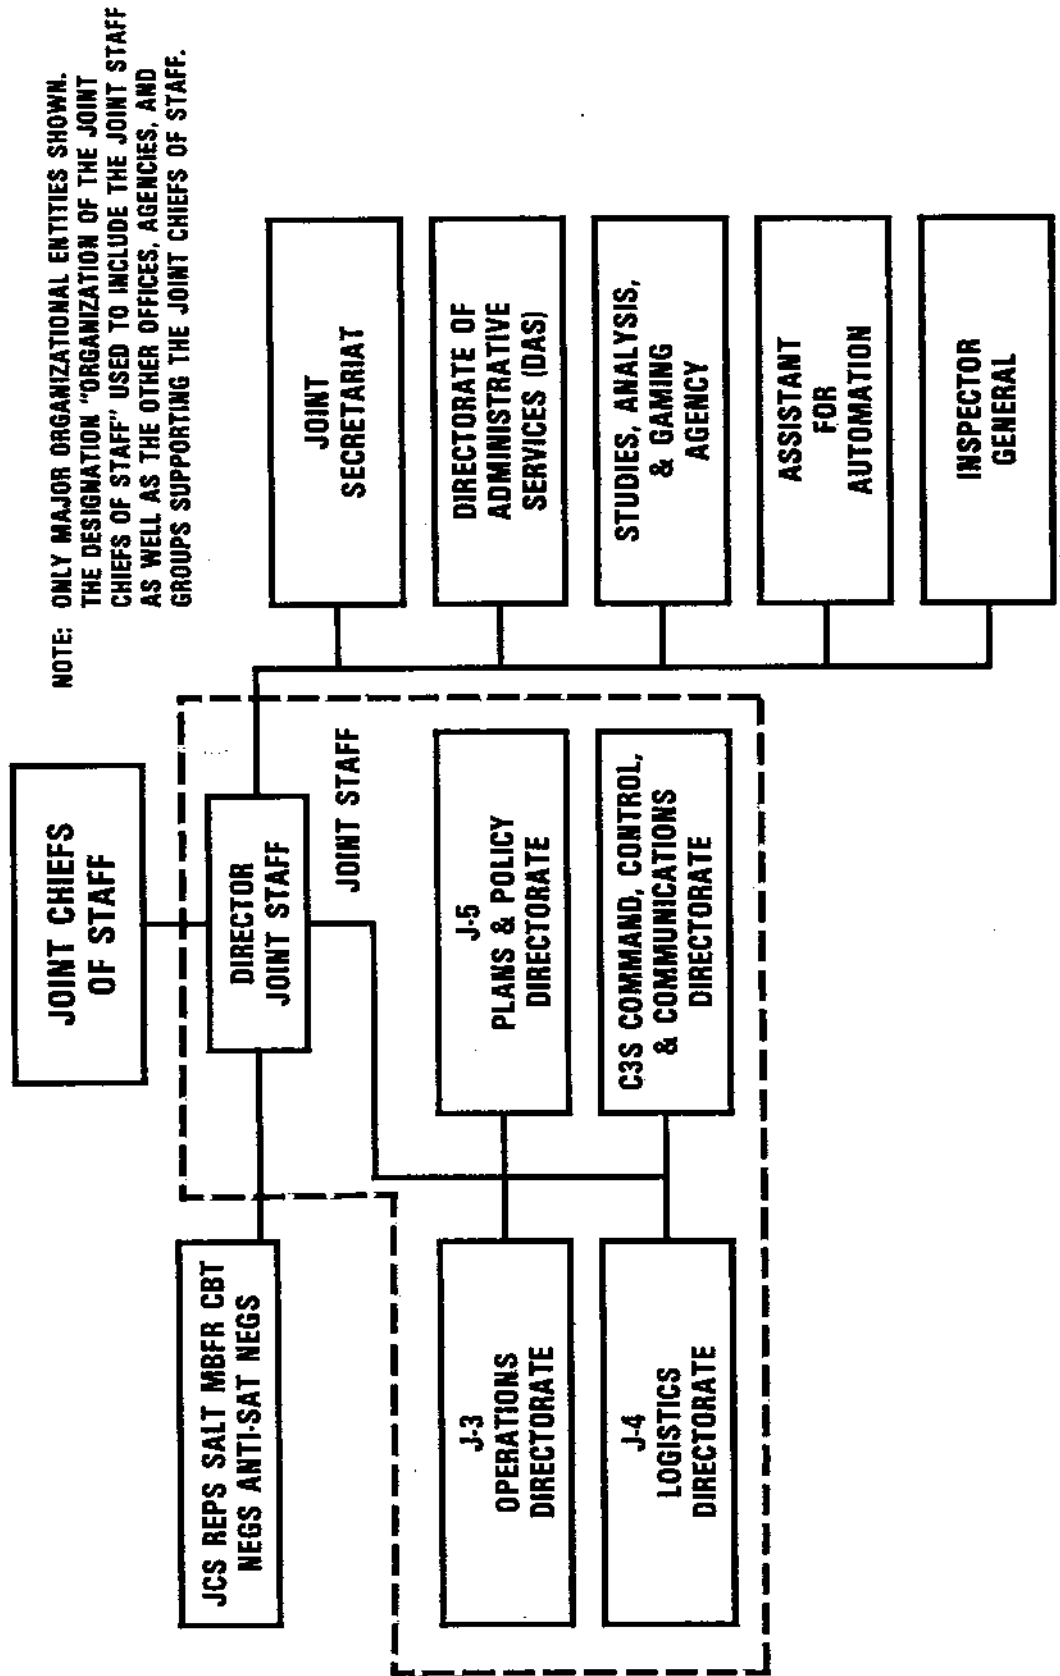 NOTE: ONLY MAJOR ORGANIZATIONAL ENTITIES SHOWN.
THE DESIGNATION "ORGANIZATION OF THE JOINT
CHIEFS OF STAFF" USED TO INCLUDE THE JOINT STAFF
AS WELL AS THE OTHER OFFICES, AGENCIES, AND
GROUPS SUPPORTING THE JOINT CHIEFS OF STAFF.
JOINT CHIEFS
OF STAFF
JCS REPS SALT MBFR CBT
NEGS ANTI-SAT NEGS
DIRECTOR
JOINT STAFF
JOINT STAFF
J-3
OPERATIONS
DIRECTORATE
J-5
PLANS & POLICY
DIRECTORATE
J-4
LOGISTICS
DIRECTORATE
C3S COMMAND, CONTROL,
& COMMUNICATIONS
DIRECTORATE
JOINT
SECRETARIAT
DIRECTORATE OF
ADMINISTRATIVE
SERVICES (DAS)
STUDIES, ANALYSIS,
& GAMING
AGENCY
ASSISTANT
FOR
AUTOMATION
INSPECTOR
GENERAL